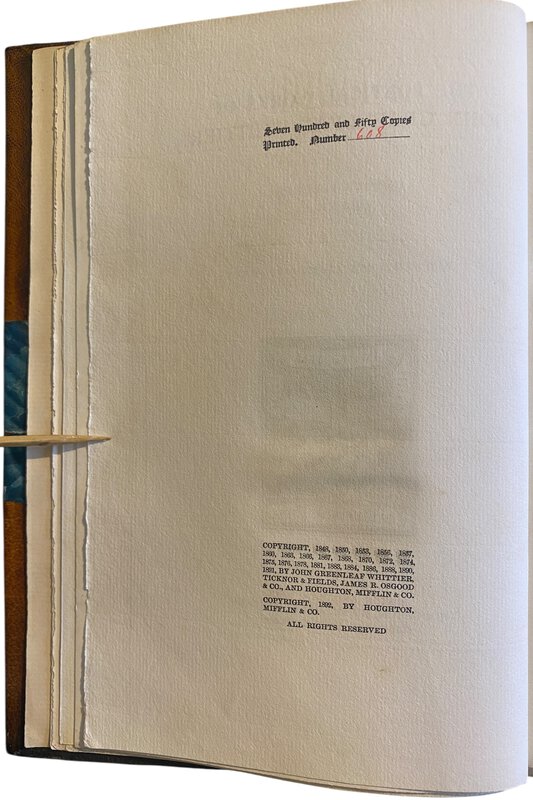 Seven Hundred and Fifty Copies
Printed. Number 608
COPYRIGHT, 1848, 1850, 1853, 1856, 1857,
1860, 1863, 1866, 1867, 1868, 1870, 1872, 1874,
1875, 1876, 1878, 1881, 1883, 1884, 1886, 1888, 1890,
1891, BY JOHN GREENLEAF WHITTIER,
TICKNOR & FIELDS, JAMES R. OSGOOD
& CO., AND HOUGHTON, MIFFLIN & CO.
COPYRIGHT, 1892, BY HOUGHTON,
MIFFLIN & CO.
ALL RIGHTS RESERVED